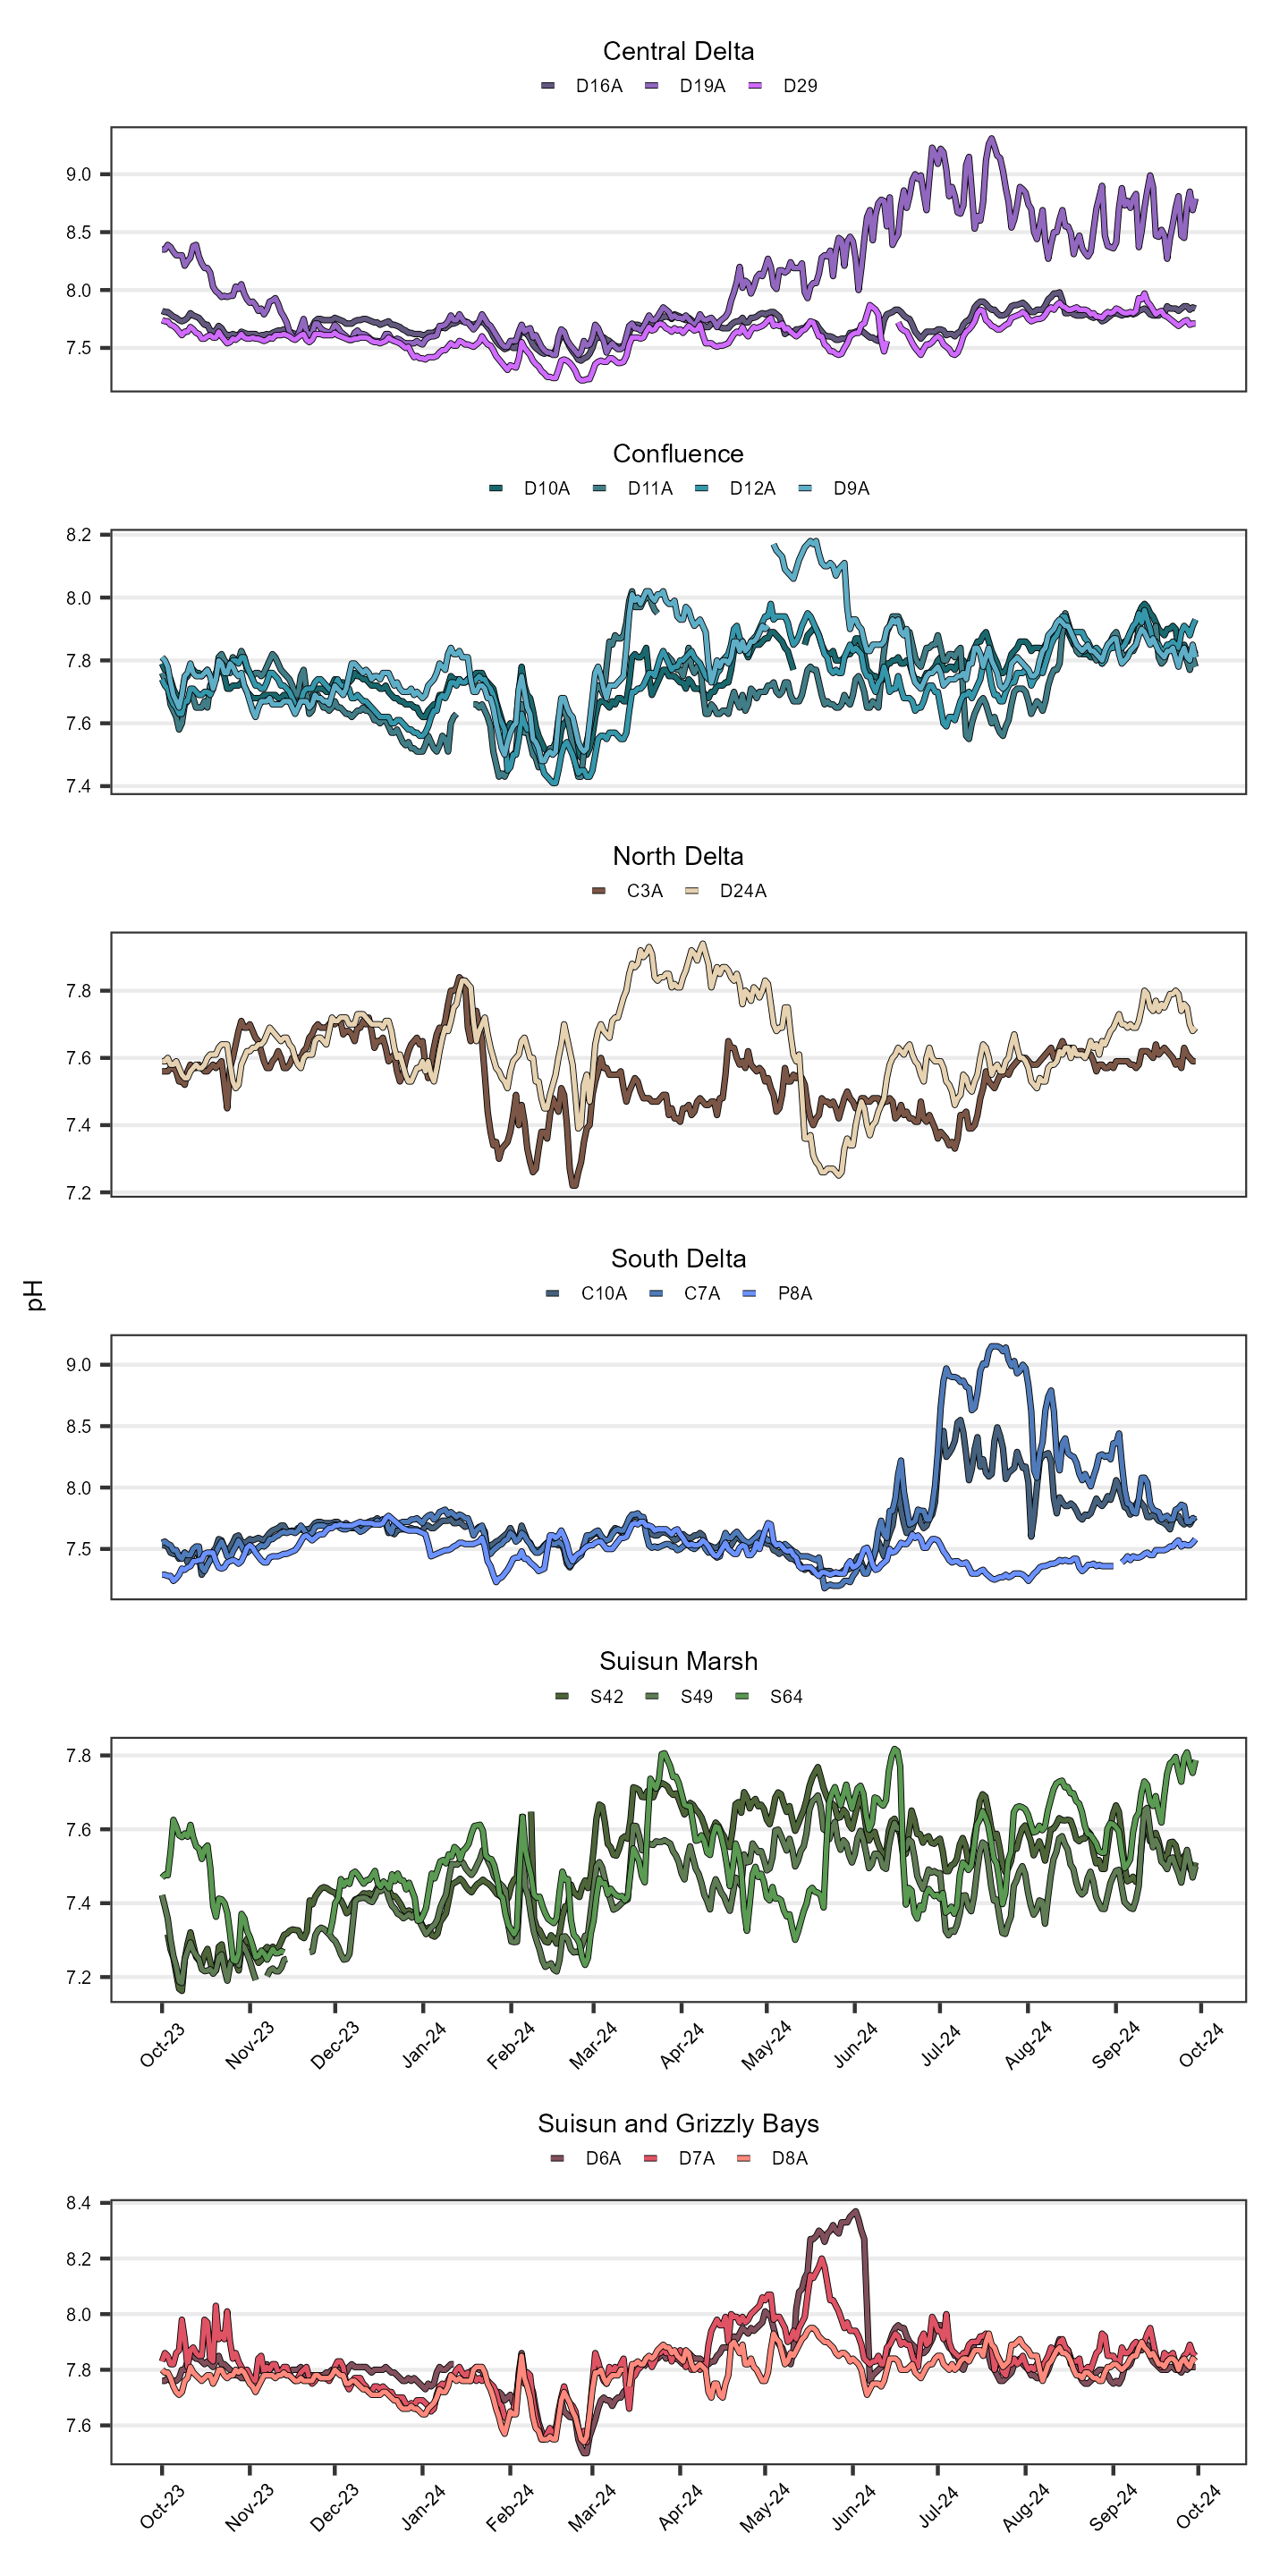 Central Delta
D16A D19A D29
9.0
8.5
8.0
7.5
Confluence
D10A D11A D12A D9A
8.2
8.0
7.8
7.6
7.4
North Delta
C3A D24A
7.8
7.6
7.4
7.2
South Delta
C10A C7A P8A
pH
9.0
8.5
8.0
7.5
Suisun Marsh
S42 S49 S64
7.8
7.6
7.4
7.2
Oct-23 Nov-23 Dec-23 Jan-24 Feb-24 Mar-24 Apr-24 May-24 Jun-24 Jul-24 Aug-24 Sep-24 Oct-24
Suisun and Grizzly Bays
D6A D7A D8A
8.4
8.2
8.0
7.8
7.6
Oct-23 Nov-23 Dec-23 Jan-24 Feb-24 Mar-24 Apr-24 May-24 Jun-24 Jul-24 Aug-24 Sep-24 Oct-24